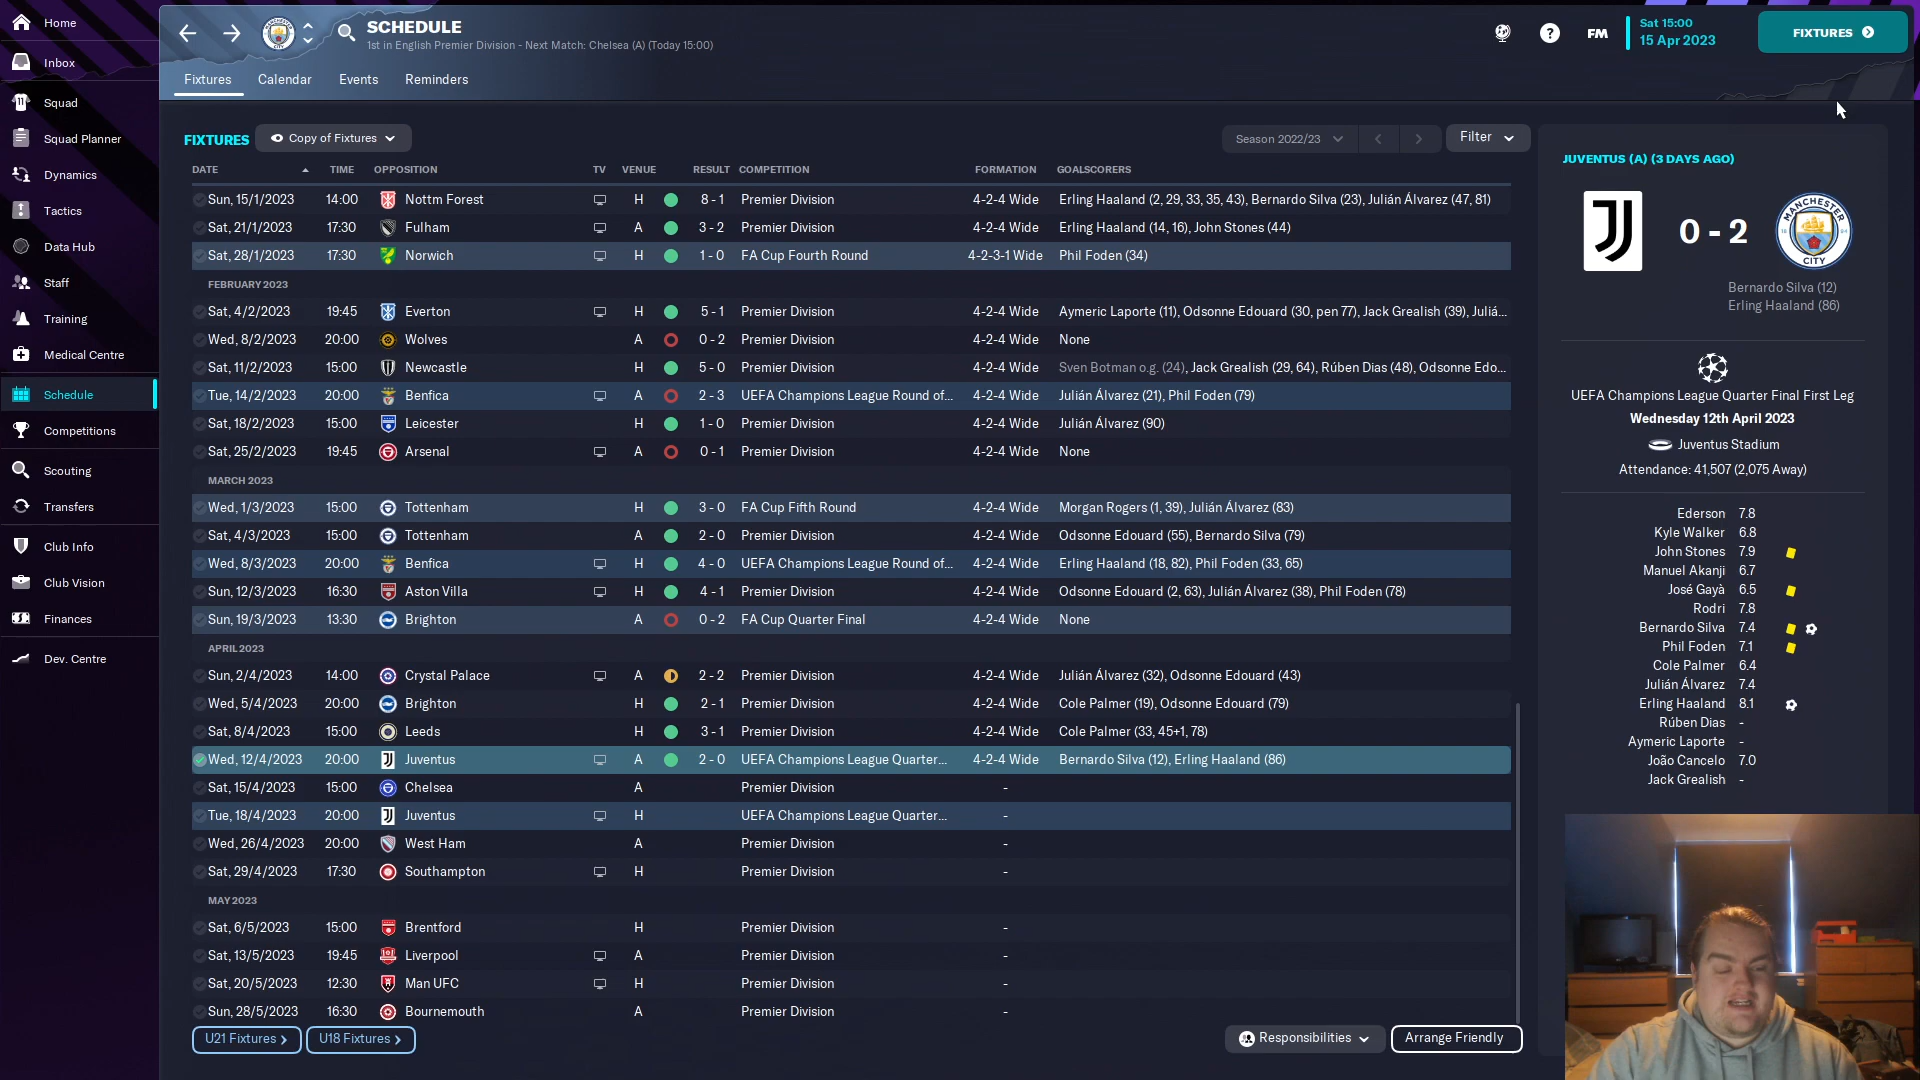 Home
Inbox
Squad
Squad Planner
Dynamics
Tactics
Data Hub
Staff
Training
Medical Centre
Schedule
Competitions
Scouting
Transfers
Club Info
Club Vision
Finances
Dev. Centre
SCHEDULE
1st in English Premier Division - Next Match: Chelsea (A) (Today 15:00)
FM
Sat 15:00
15 Apr 2023
FIXTURES
Fixtures Calendar Events Reminders
FIXTURES Copy of Fixtures Season 2022/23 Filter
DATE TIME OPPOSITION TV VENUE RESULT COMPETITION FORMATION GOALSCORERS
Sun, 15/1/2023 14:00 Nottm Forest H 8 - 1 Premier Division 4-2-4 Wide Erling Haaland (2, 29, 33, 35, 43), Bernardo Silva (23), Julián Álvarez (47, 81)
Sat, 21/1/2023 17:30 Fulham A 3 - 2 Premier Division 4-2-4 Wide Erling Haaland (14, 16), John Stones (44)
Sat, 28/1/2023 17:30 Norwich H 1 - 0 FA Cup Fourth Round 4-2-3-1 Wide Phil Foden (34)
FEBRUARY 2023
Sat, 4/2/2023 19:45 Everton H 5 - 1 Premier Division 4-2-4 Wide Aymeric Laporte (11), Odsonne Edouard (30, pen 77), Jack Grealish (39), Juliá...
Wed, 8/2/2023 20:00 Wolves A 0 - 2 Premier Division 4-2-4 Wide None
Sat, 11/2/2023 15:00 Newcastle H 5 - 0 Premier Division 4-2-4 Wide Sven Botman o.g. (24), Jack Grealish (29, 64), Rúben Dias (48), Odsonne Edo...
Tue, 14/2/2023 20:00 Benfica A 2 - 3 UEFA Champions League Round of... 4-2-4 Wide Julián Álvarez (21), Phil Foden (79)
Sat, 18/2/2023 15:00 Leicester H 1 - 0 Premier Division 4-2-4 Wide Julián Álvarez (90)
Sat, 25/2/2023 19:45 Arsenal A 0 - 1 Premier Division 4-2-4 Wide None
MARCH 2023
Wed, 1/3/2023 15:00 Tottenham H 3 - 0 FA Cup Fifth Round 4-2-4 Wide Morgan Rogers (1, 39), Julián Álvarez (83)
Sat, 4/3/2023 15:00 Tottenham A 2 - 0 Premier Division 4-2-4 Wide Odsonne Edouard (55), Bernardo Silva (79)
Wed, 8/3/2023 20:00 Benfica H 4 - 0 UEFA Champions League Round of... 4-2-4 Wide Erling Haaland (18, 82), Phil Foden (33, 65)
Sun, 12/3/2023 16:30 Aston Villa H 4 - 1 Premier Division 4-2-4 Wide Odsonne Edouard (2, 63), Julián Álvarez (38), Phil Foden (78)
Sun, 19/3/2023 13:30 Brighton A 0 - 2 FA Cup Quarter Final 4-2-4 Wide None
APRIL 2023
Sun, 2/4/2023 14:00 Crystal Palace A 2 - 2 Premier Division 4-2-4 Wide Julián Álvarez (32), Odsonne Edouard (43)
Wed, 5/4/2023 20:00 Brighton H 2 - 1 Premier Division 4-2-4 Wide Cole Palmer (19), Odsonne Edouard (79)
Sat, 8/4/2023 15:00 Leeds H 3 - 1 Premier Division 4-2-4 Wide Cole Palmer (33, 45+1, 78)
Wed, 12/4/2023 20:00 Juventus A 2 - 0 UEFA Champions League Quarter... 4-2-4 Wide Bernardo Silva (12), Erling Haaland (86)
Sat, 15/4/2023 15:00 Chelsea A Premier Division -
Tue, 18/4/2023 20:00 Juventus H UEFA Champions League Quarter... -
Wed, 26/4/2023 20:00 West Ham A Premier Division -
Sat, 29/4/2023 17:30 Southampton H Premier Division -
MAY 2023
Sat, 6/5/2023 15:00 Brentford H Premier Division -
Sat, 13/5/2023 19:45 Liverpool A Premier Division -
Sat, 20/5/2023 12:30 Man UFC H Premier Division -
Sun, 28/5/2023 16:30 Bournemouth A Premier Division -
U21 Fixtures U18 Fixtures Responsibilities Arrange Friendly
JUVENTUS (A) (3 DAYS AGO)
0 - 2
MANCHESTER
CITY
Bernardo Silva (12)
Erling Haaland (86)
UEFA Champions League Quarter Final First Leg
Wednesday 12th April 2023
Juventus Stadium
Attendance: 41,507 (2,075 Away)
Ederson 7.8
Kyle Walker 6.8
John Stones 7.9
Manuel Akanji 6.7
José Gayà 6.5
Rodri 7.8
Bernardo Silva 7.4
Phil Foden 7.1
Cole Palmer 6.4
Julián Álvarez 7.4
Erling Haaland 8.1
Rúben Dias -
Aymeric Laporte -
João Cancelo 7.0
Jack Grealish -